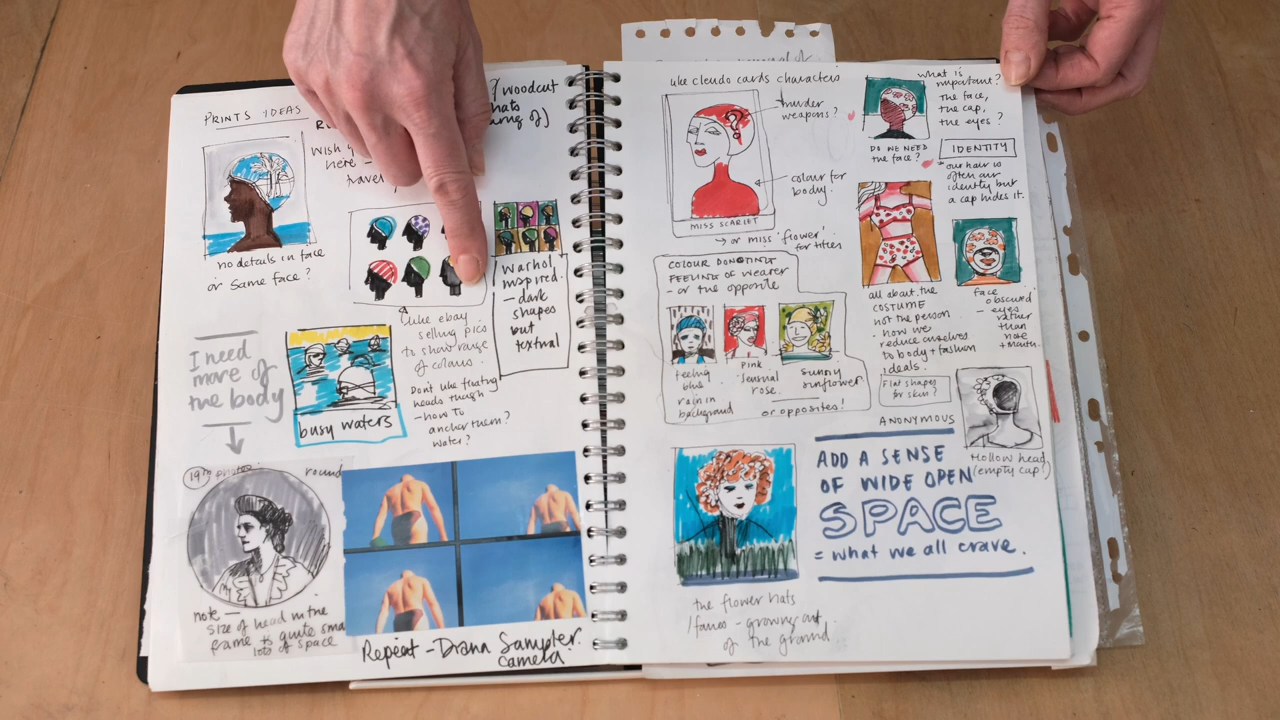 PRINTS IDEAS
woodcut
hats
wish y
here –
travel
no details in face
or same face?
I need
more of
the body
Like ebay
selling pics
to show range
of colours.
Don't like floating
heads though
– how to
anchor them?
water?
Warhol
inspired.
– dark
shapes
but
textual
busy waters
19th photos
round
note –
size of head in the
frame is quite sma
lots of space
Repeat – Diana Sampler
camera!
like cleudo cards characters
murder
weapons?
colour for
body.
MISS SCARLET
→ or miss 'flower'
for titles
COLOUR DONOTING
FEELING OF WEARER
– or the opposite
feeling
blue
rain in
background
Pink
sensual
rose.
sunny
sunflower
or opposites!
the flower hats
/faces – growing out
of the ground
what is
important?
the face,
the cap,
the eyes?
DO WE NEED
the face?
IDENTITY
* our hair is
often our
identity but
a cap hides it.
all about the
COSTUME
not the person
– how we
reduce ourselves
to body + fashion
ideals.
face
obscured
– eyes
rather
than
nose
+ mouth.
Flat shapes
for skin?
ANONYMOUS
Hollow head
(empty cap?)
ADD A SENSE
OF WIDE OPEN
SPACE
= what we all crave.